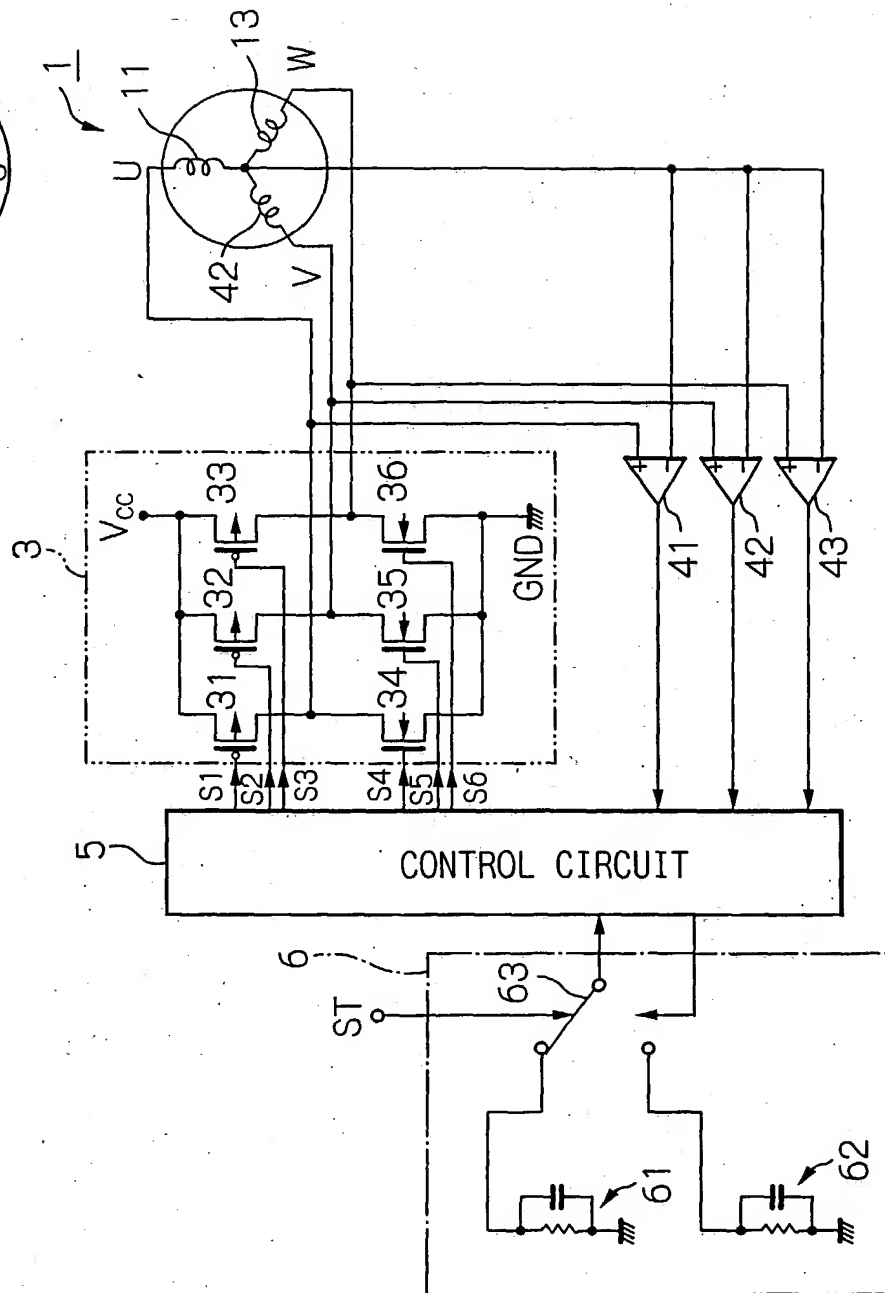 1
11
13
U
W
V
42
3
Vcc
31
32
33
34
35
36
GND
S1
S2
S3
S4
S5
S6
+
−
+
−
+
−
41
42
43
5
CONTROL CIRCUIT
6
ST
63
61
62